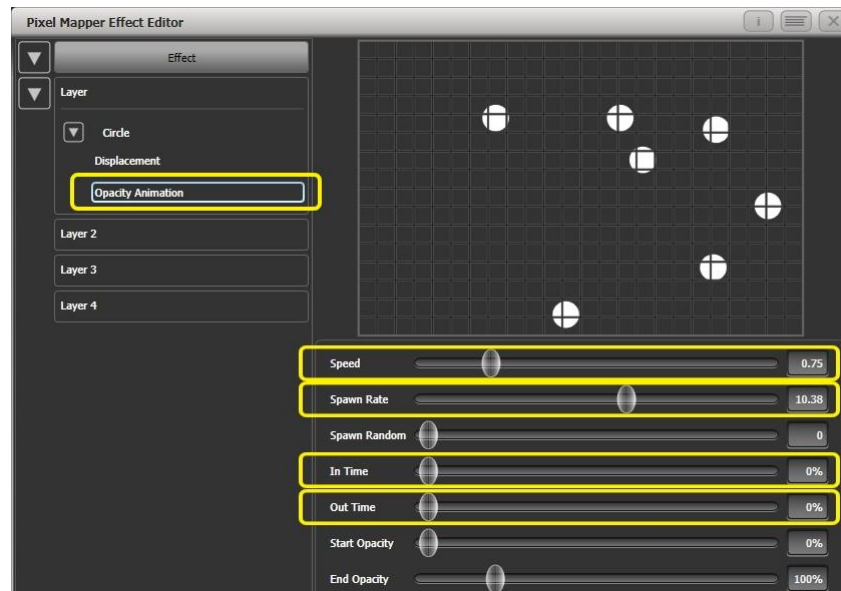 Pixel Mapper Effect Editor
i
Effect
Layer
Circle
Displacement
Opacity Animation
Layer 2
Layer 3
Layer 4
Speed 0.75
Spawn Rate 10.38
Spawn Random 0
In Time 0%
Out Time 0%
Start Opacity 0%
End Opacity 100%